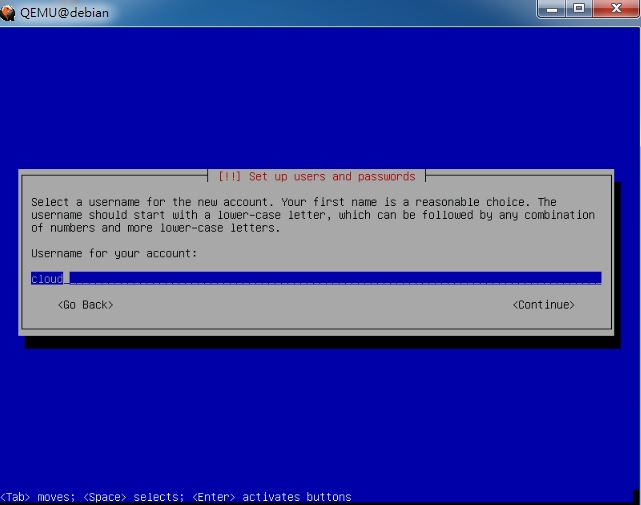 QEMU@debian
[!!] Set up users and passwords
Select a username for the new account. Your first name is a reasonable choice. The
username should start with a lower-case letter, which can be followed by any combination
of numbers and more lower-case letters.
Username for your account:
cloud
<Go Back> <Continue>
<Tab> moves; <Space> selects; <Enter> activates buttons